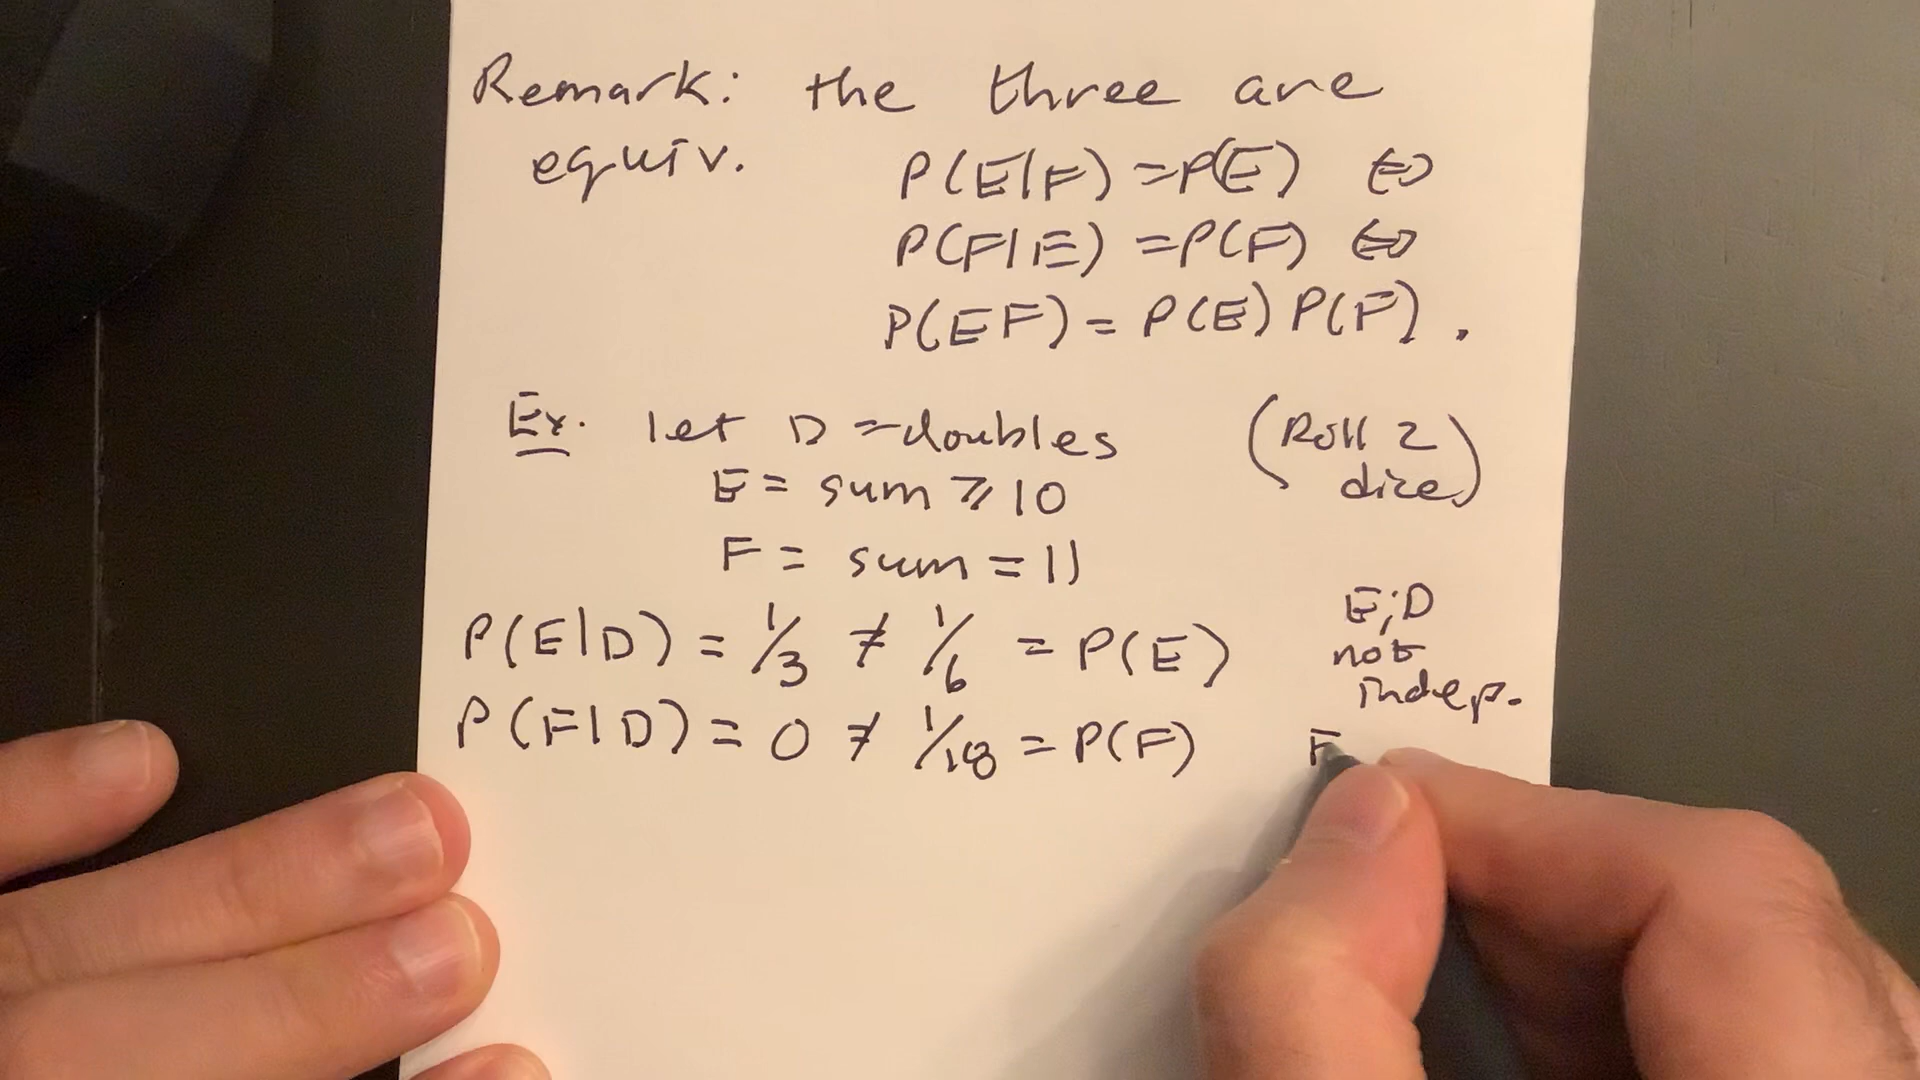 Remark: the three are
equiv. P(E|F) = P(E) ⇔
P(F|E) = P(F) ⇔
P(EF) = P(E) P(F).
Ex. let D = doubles (Roll 2 dice)
E = sum ⩾ 10
F = sum = 11
P(E|D) = 1/3 ≠ 1/6 = P(E) E;D not indep.
P(F|D) = 0 ≠ 1/18 = P(F) F